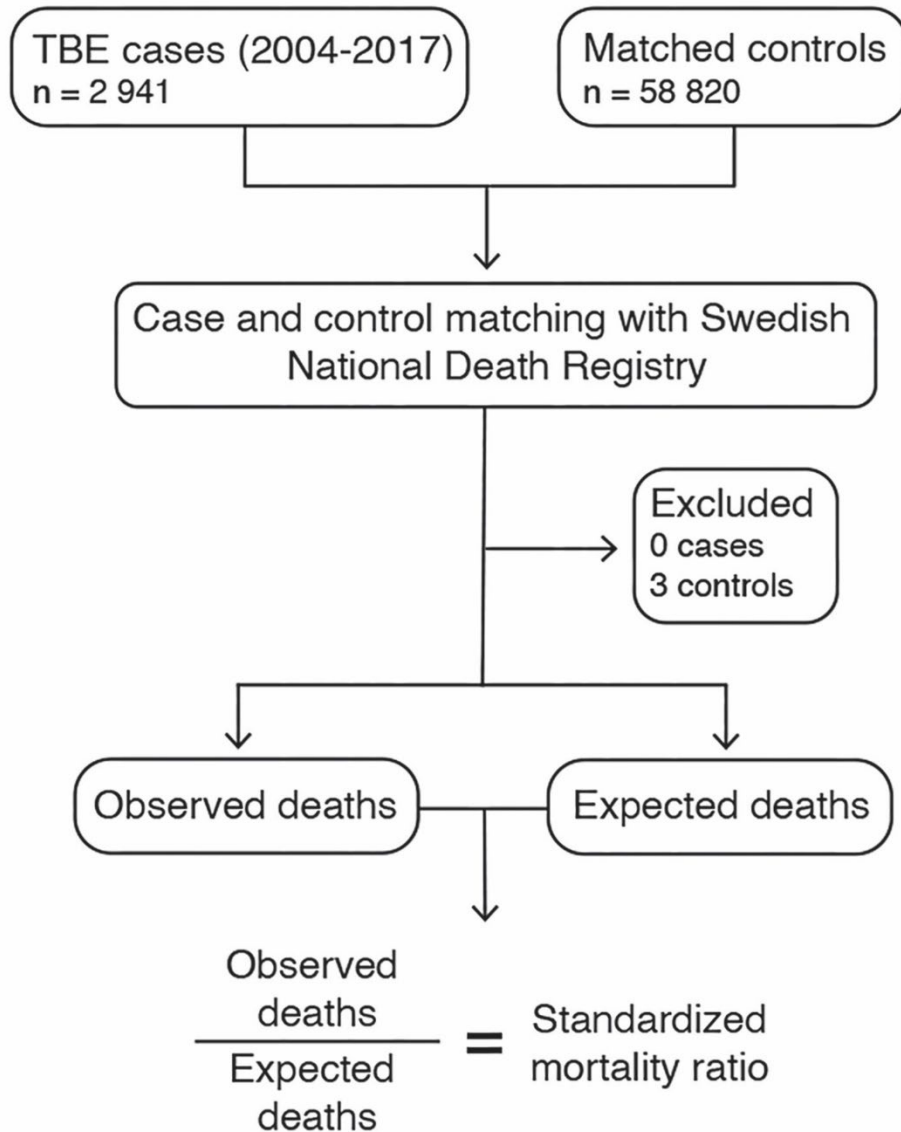 TBE cases (2004-2017)
n = 2 941
Matched controls
n = 58 820
Case and control matching with Swedish
National Death Registry
Excluded
0 cases
3 controls
Observed deaths
Expected deaths
Observed
deaths
Expected
deaths
=
Standardized
mortality ratio